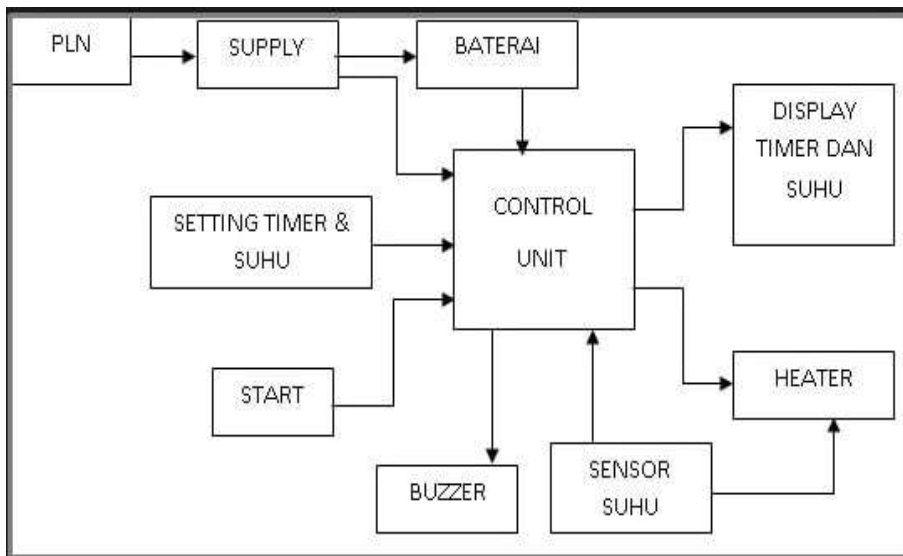 PLN
SUPPLY
BATERAI
DISPLAY
TIMER DAN
SUHU
SETTING TIMER &
SUHU
CONTROL
UNIT
START
HEATER
BUZZER
SENSOR
SUHU